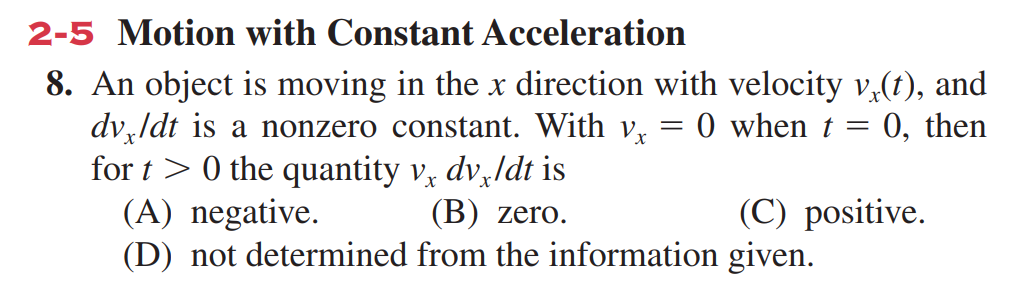 2-5 Motion with Constant Acceleration
8. An object is moving in the x direction with velocity vₓ(t), and
dvₓ/dt is a nonzero constant. With vₓ = 0 when t = 0, then
for t > 0 the quantity vₓ dvₓ/dt is
(A) negative. (B) zero. (C) positive.
(D) not determined from the information given.